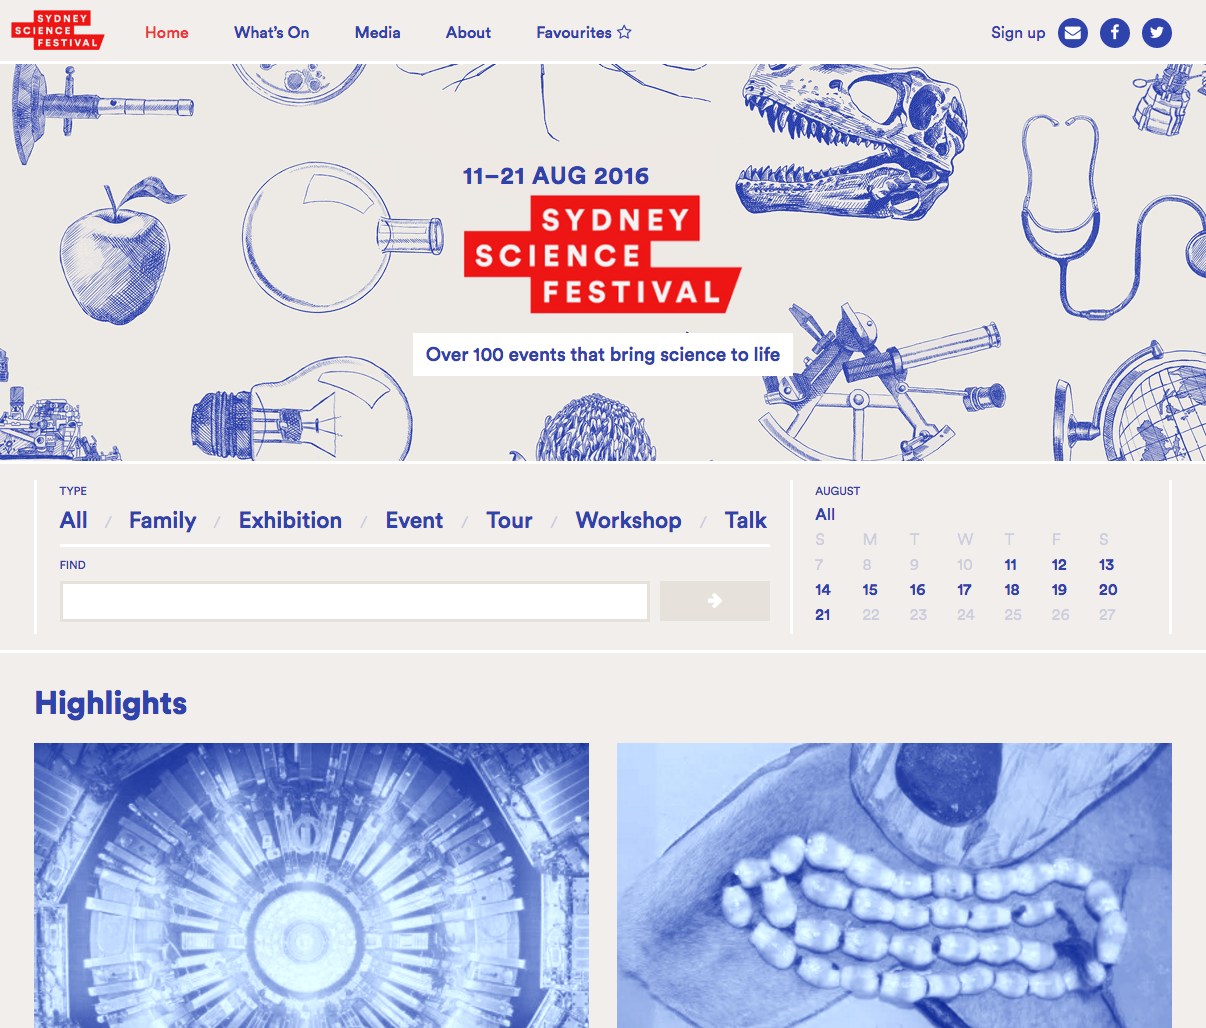 SYDNEY
SCIENCE
FESTIVAL
Home What's On Media About Favourites Sign up
11–21 AUG 2016
SYDNEY
SCIENCE
FESTIVAL
Over 100 events that bring science to life
TYPE
All / Family / Exhibition / Event / Tour / Workshop / Talk
FIND
AUGUST
All
S M T W T F S
7 8 9 10 11 12 13
14 15 16 17 18 19 20
21 22 23 24 25 26 27
Highlights